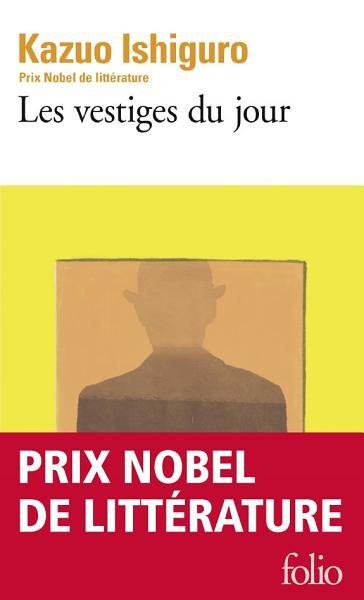 Kazuo Ishiguro
Prix Nobel de littérature
Les vestiges du jour
PRIX NOBEL
DE LITTÉRATURE
folio